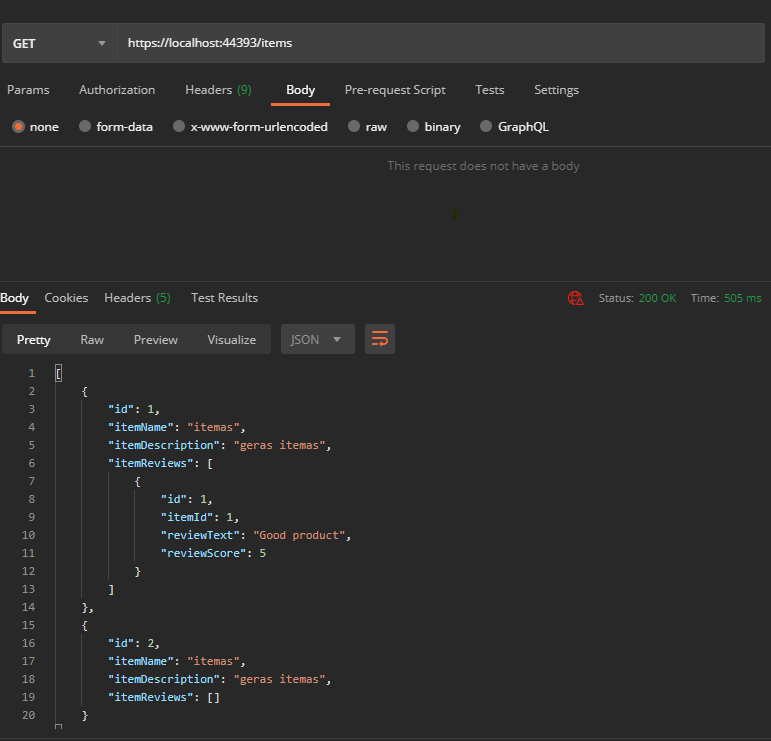 GET https://localhost:44393/items
Params Authorization Headers (9) Body Pre-request Script Tests Settings
none form-data x-www-form-urlencoded raw binary GraphQL
This request does not have a body
Body Cookies Headers (5) Test Results Status: 200 OK Time: 505 ms
Pretty Raw Preview Visualize JSON
1 [
2 {
3 "id": 1,
4 "itemName": "itemas",
5 "itemDescription": "geras itemas",
6 "itemReviews": [
7 {
8 "id": 1,
9 "itemId": 1,
10 "reviewText": "Good product",
11 "reviewScore": 5
12 }
13 ]
14 },
15 {
16 "id": 2,
17 "itemName": "itemas",
18 "itemDescription": "geras itemas",
19 "itemReviews": []
20 }